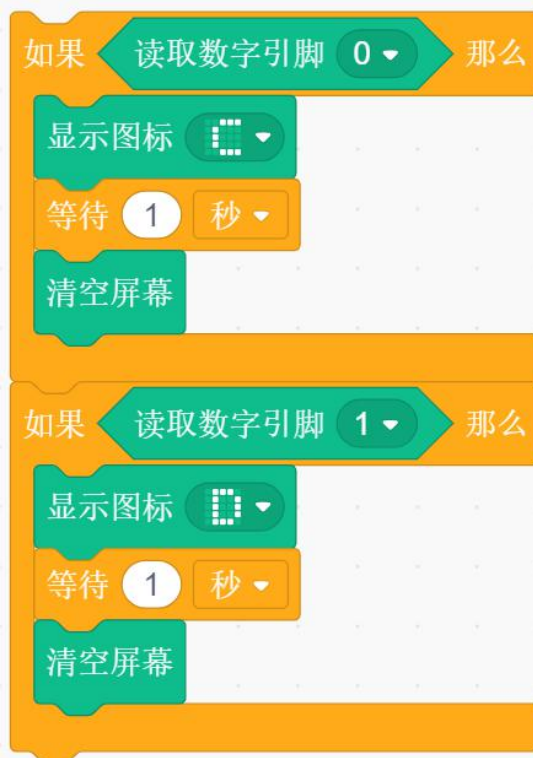 如果 读取数字引脚 0 那么
显示图标 C
等待 1 秒
清空屏幕
如果 读取数字引脚 1 那么
显示图标 D
等待 1 秒
清空屏幕